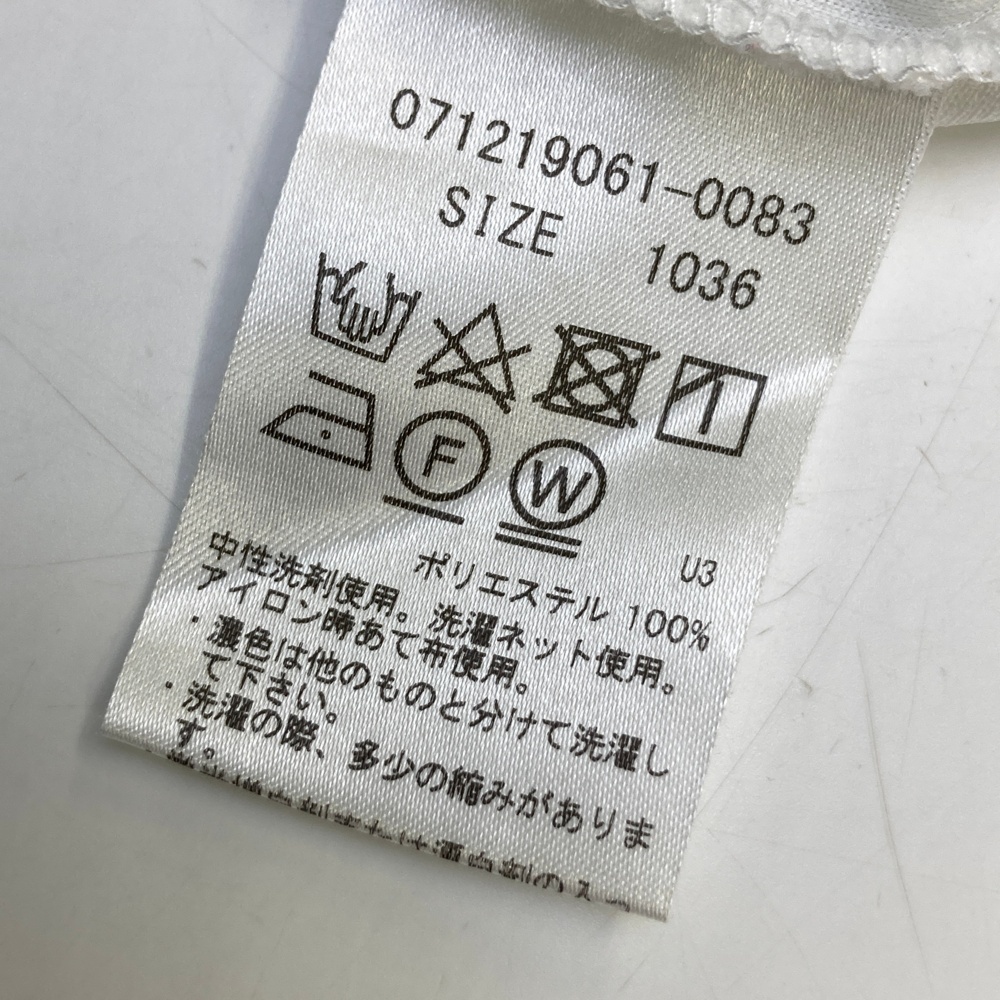 071219061-0083
SIZE 1036
F W
U3
ポリエステル 100%
中性洗剤使用。洗濯ネット使用。
アイロン時あて布使用。
・濃色は他のものと分けて洗濯し
て下さい。
・洗濯の際、多少の縮みがありま
す。